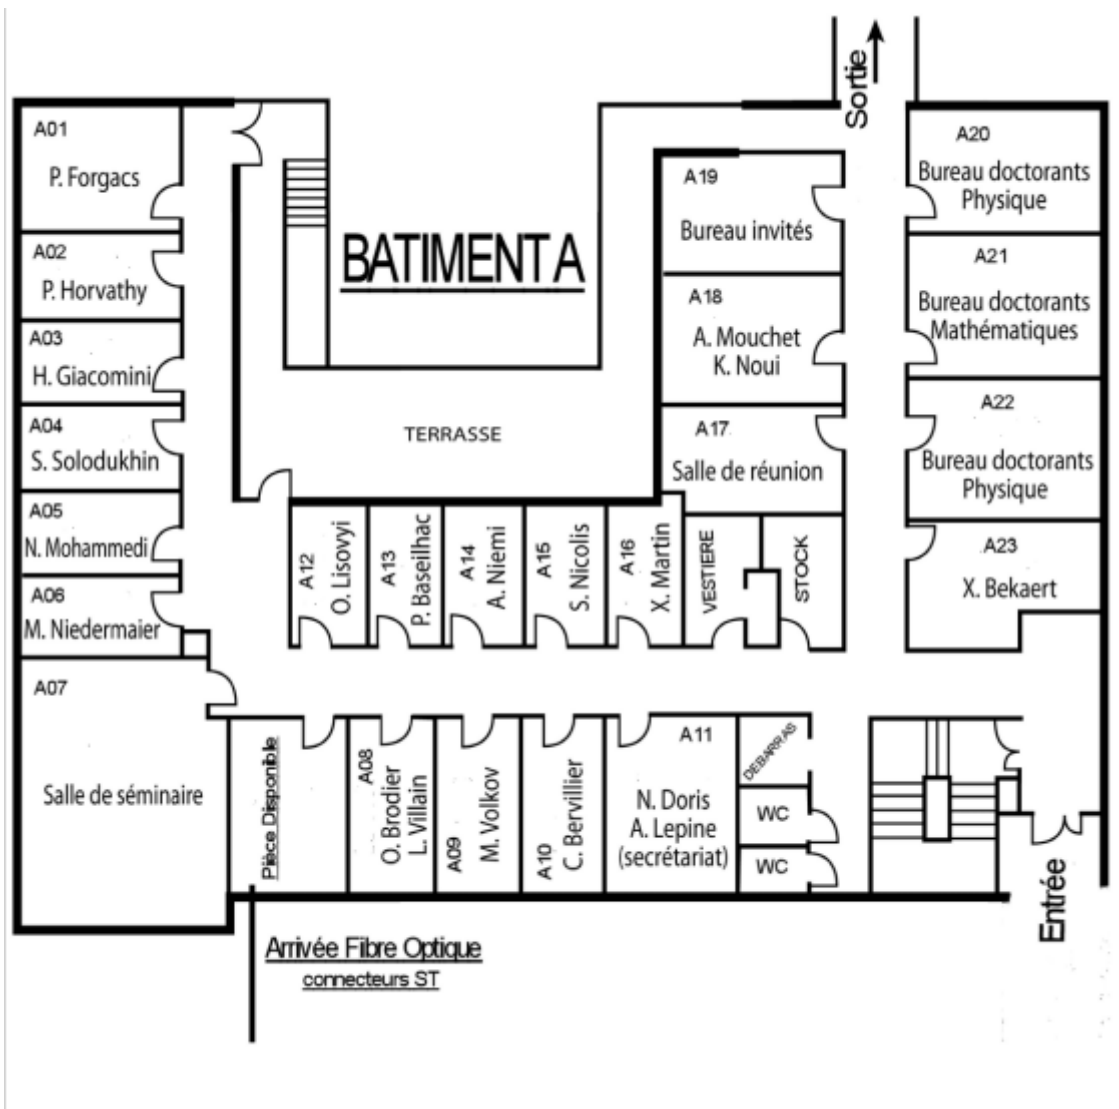 Sortie
A01
P. Forgacs
A02
P. Horvathy
A03
H. Giacomini
A04
S. Solodukhin
A05
N. Mohammedi
A06
M. Niedermaier
A07
Salle de séminaire
BATIMENT A
TERRASSE
A19
Bureau invités
A18
A. Mouchet
K. Noui
A17
Salle de réunion
A20
Bureau doctorants
Physique
A21
Bureau doctorants
Mathématiques
A22
Bureau doctorants
Physique
A23
X. Bekaert
A12
O. Lisovyi
A13
P. Baseilhac
A14
A. Niemi
A15
S. Nicolis
A16
X. Martin
VESTIERE
STOCK
Pièce Disponible
A08
O. Brodier
L. Villain
A09
M. Volkov
A10
C. Bervillier
A11
N. Doris
A. Lepine
(secrétariat)
DEBARRAS
WC
WC
Entrée
Arrivée Fibre Optique
connecteurs ST